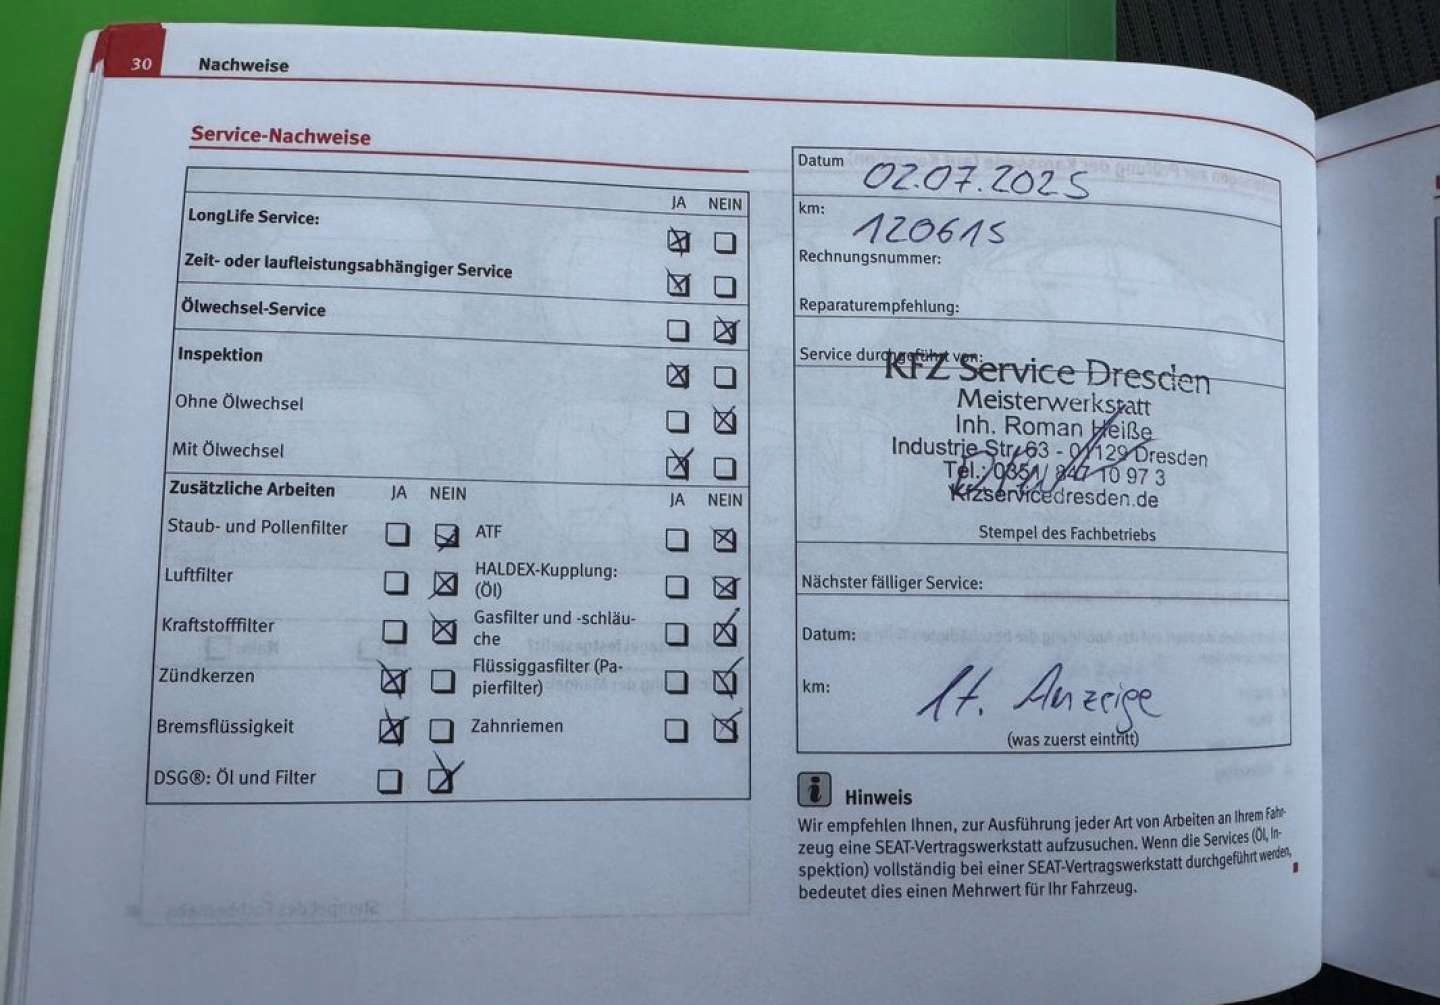 30 Nachweise
Service-Nachweise
JA NEIN
LongLife Service:
Zeit- oder laufleistungsabhängiger Service
Ölwechsel-Service
Inspektion
Ohne Ölwechsel
Mit Ölwechsel
Zusätzliche Arbeiten JA NEIN JA NEIN
Staub- und Pollenfilter
ATF
Luftfilter
HALDEX-Kupplung:
(Öl)
Kraftstofffilter
Gasfilter und -schläu-
che
Zündkerzen
Flüssiggasfilter (Pa-
pierfilter)
Bremsflüssigkeit
Zahnriemen
DSG®: Öl und Filter
Datum 02.07.2025
km: 120615
Rechnungsnummer:
Reparaturempfehlung:
Service durchgeführt von:
KFZ Service Dresden
Meisterwerkstatt
Inh. Roman Heiße
Industrie Str. 63 - 01129 Dresden
Tel.: 0351/ 847 10 97 3
kfzservicedresden.de
Stempel des Fachbetriebs
Nächster fälliger Service:
Datum:
km: lt. Anzeige
(was zuerst eintritt)
i Hinweis
Wir empfehlen Ihnen, zur Ausführung jeder Art von Arbeiten an Ihrem Fahr-
zeug eine SEAT-Vertragswerkstatt aufzusuchen. Wenn die Services (Öl, In-
spektion) vollständig bei einer SEAT-Vertragswerkstatt durchgeführt werden,
bedeutet dies einen Mehrwert für Ihr Fahrzeug.